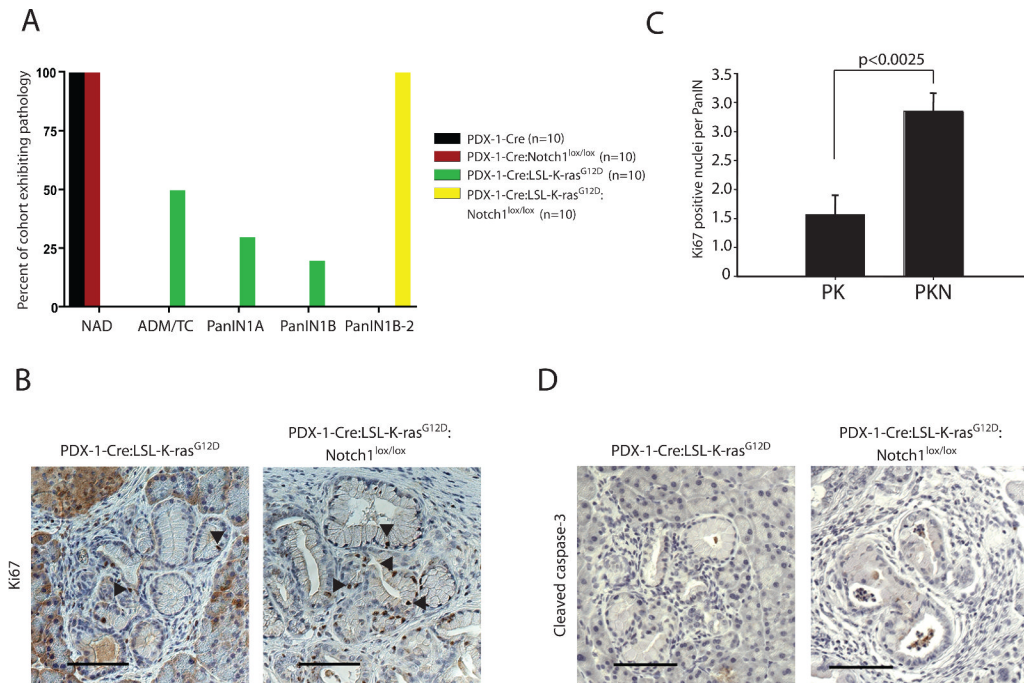 A
Percent of cohort exhibiting pathology
100
75
50
25
0
NAD
ADM/TC
PanIN1A
PanIN1B
PanIN1B-2
PDX-1-Cre (n=10)
PDX-1-Cre:Notch1lox/lox (n=10)
PDX-1-Cre:LSL-K-rasG12D (n=10)
PDX-1-Cre:LSL-K-rasG12D:
Notch1lox/lox (n=10)
C
p<0.0025
Ki67 positive nuclei per PanIN
3.5
3.0
2.5
1.0
1.5
1.0
0
PK
PKN
B
PDX-1-Cre:LSL-K-rasG12D
PDX-1-Cre:LSL-K-rasG12D:
Notch1lox/lox
Ki67
D
PDX-1-Cre:LSL-K-rasG12D
PDX-1-Cre:LSL-K-rasG12D:
Notch1lox/lox
Cleaved caspase-3